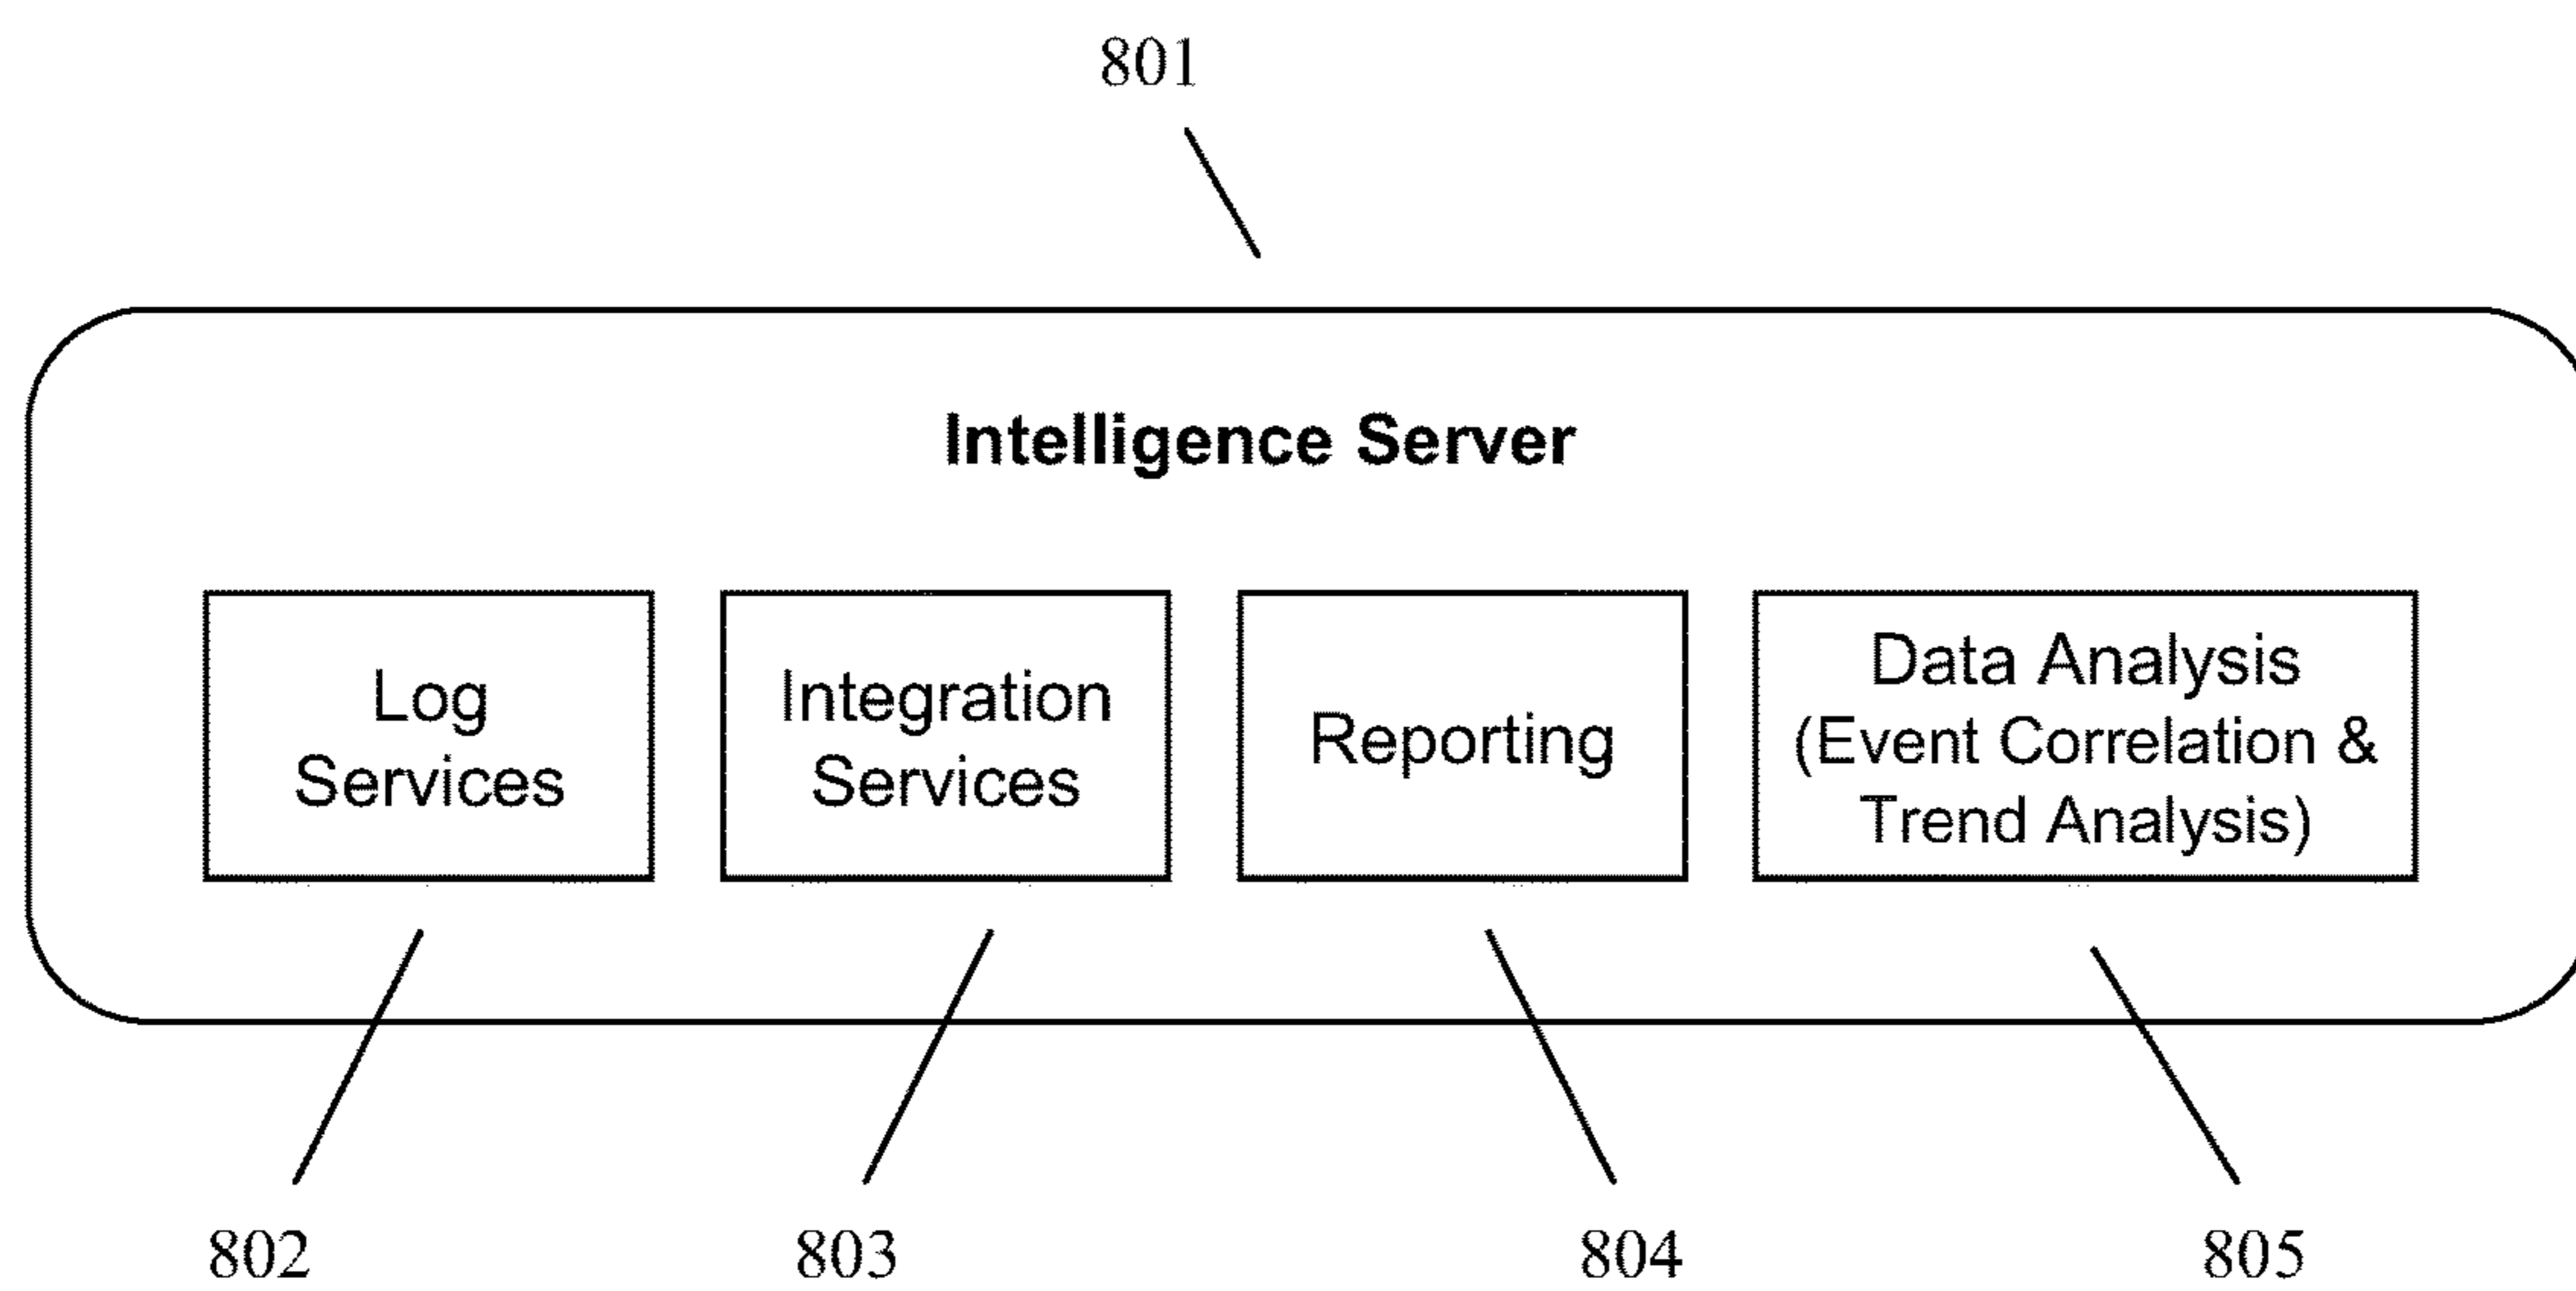 801
Intelligence Server
Log
Services
Integration
Services
Reporting
Data Analysis
(Event Correlation &
Trend Analysis)
802
803
804
805